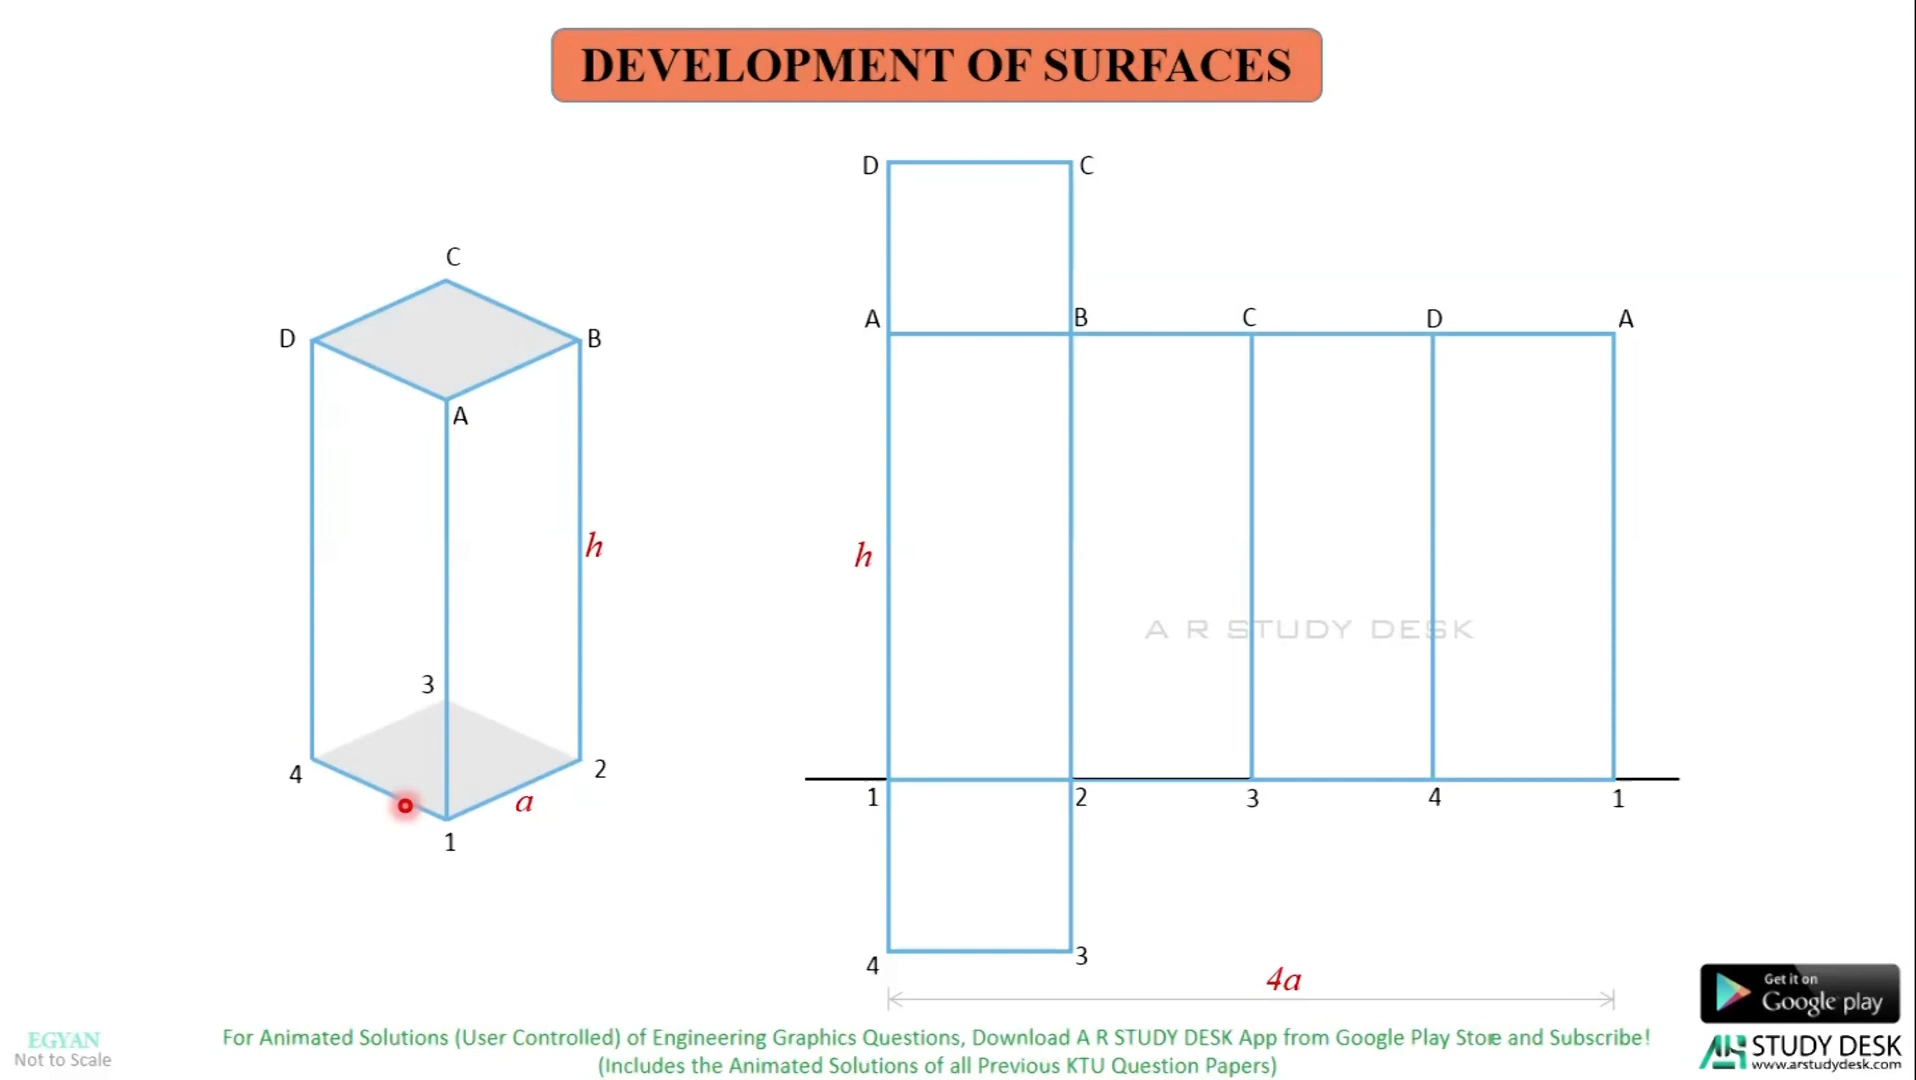 DEVELOPMENT OF SURFACES
D
C
C
D
B
A
A
B
C
D
A
h
h
A R STUDY DESK
3
4
2
a
1
1
2
3
4
1
4
3
4a
Get it on
Google play
EGYAN
Not to Scale
For Animated Solutions (User Controlled) of Engineering Graphics Questions, Download A R STUDY DESK App from Google Play Store and Subscribe!
(Includes the Animated Solutions of all Previous KTU Question Papers)
AR STUDY DESK
www.arstudydesk.com